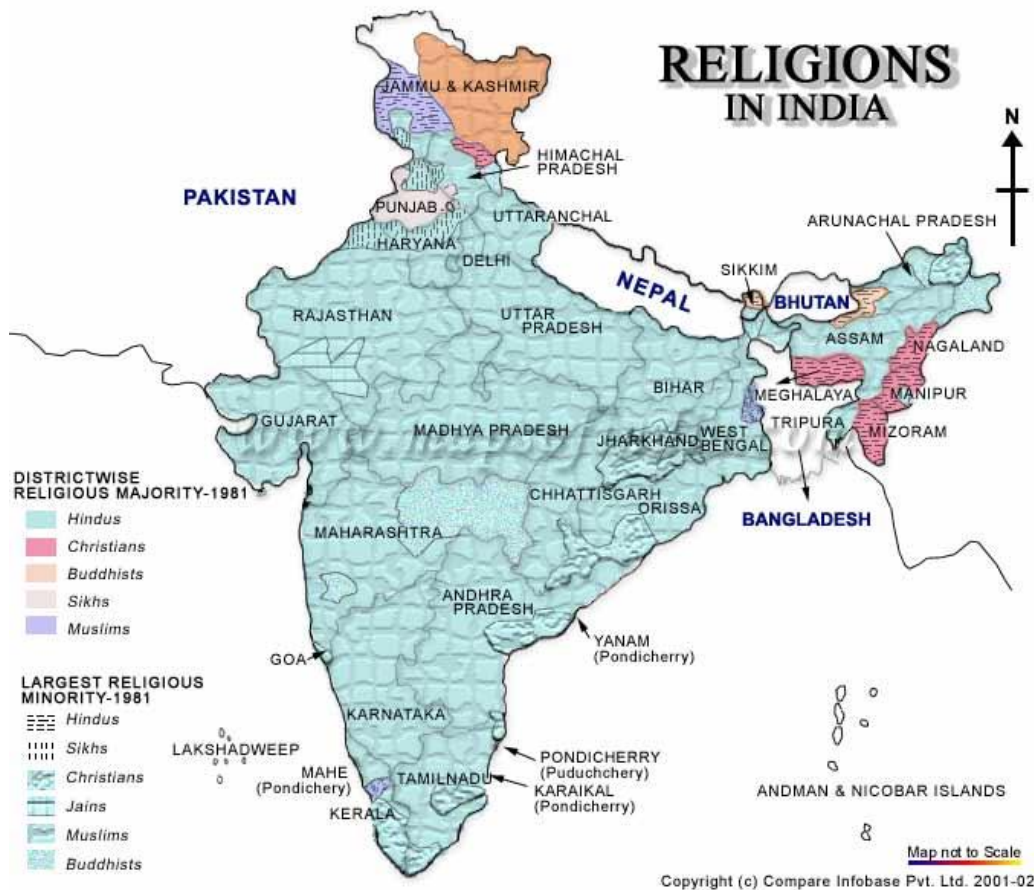 RELIGIONS
IN INDIA
N
JAMMU & KASHMIR
HIMACHAL
PRADESH
PAKISTAN
PUNJAB
UTTARANCHAL
ARUNACHAL PRADESH
HARYANA
DELHI
SIKKIM
NEPAL
BHUTAN
RAJASTHAN
UTTAR
PRADESH
ASSAM
NAGALAND
BIHAR
MEGHALAYA
MANIPUR
GUJARAT
MADHYA PRADESH
JHARKHAND
WEST
BENGAL
TRIPURA
MIZORAM
CHHATTISGARH
ORISSA
BANGLADESH
MAHARASHTRA
ANDHRA
PRADESH
YANAM
(Pondicherry)
GOA
KARNATAKA
LAKSHADWEEP
PONDICHERRY
(Puduchchery)
MAHE
(Pondichery)
TAMILNADU
KARAIKAL
(Pondicherry)
KERALA
ANDMAN & NICOBAR ISLANDS
DISTRICTWISE
RELIGIOUS MAJORITY-1981
Hindus
Christians
Buddhists
Sikhs
Muslims
LARGEST RELIGIOUS
MINORITY-1981
Hindus
Sikhs
Christians
Jains
Muslims
Buddhists
Map not to Scale
Copyright (c) Compare Infobase Pvt. Ltd. 2001-02